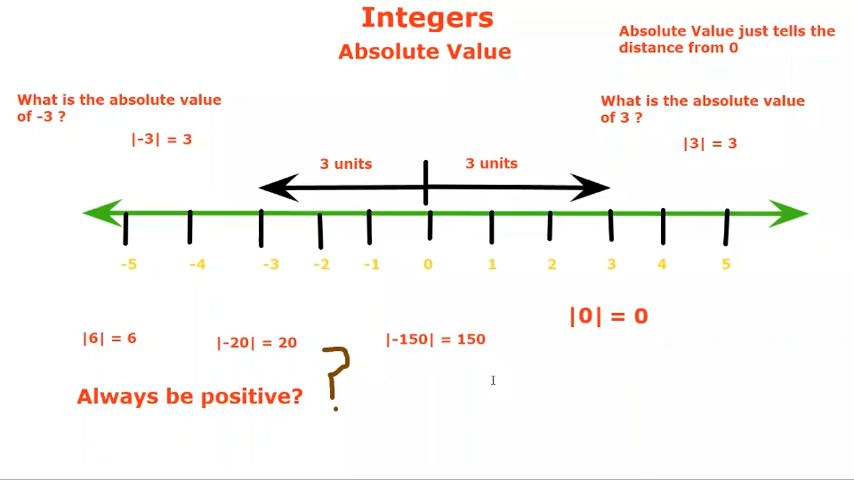 Integers
Absolute Value
Absolute Value just tells the
distance from 0
What is the absolute value
of -3 ?
|-3| = 3
What is the absolute value
of 3 ?
|3| = 3
3 units
3 units
-5 -4 -3 -2 -1 0 1 2 3 4 5
|0| = 0
|6| = 6
|-20| = 20
|-150| = 150
Always be positive? ?